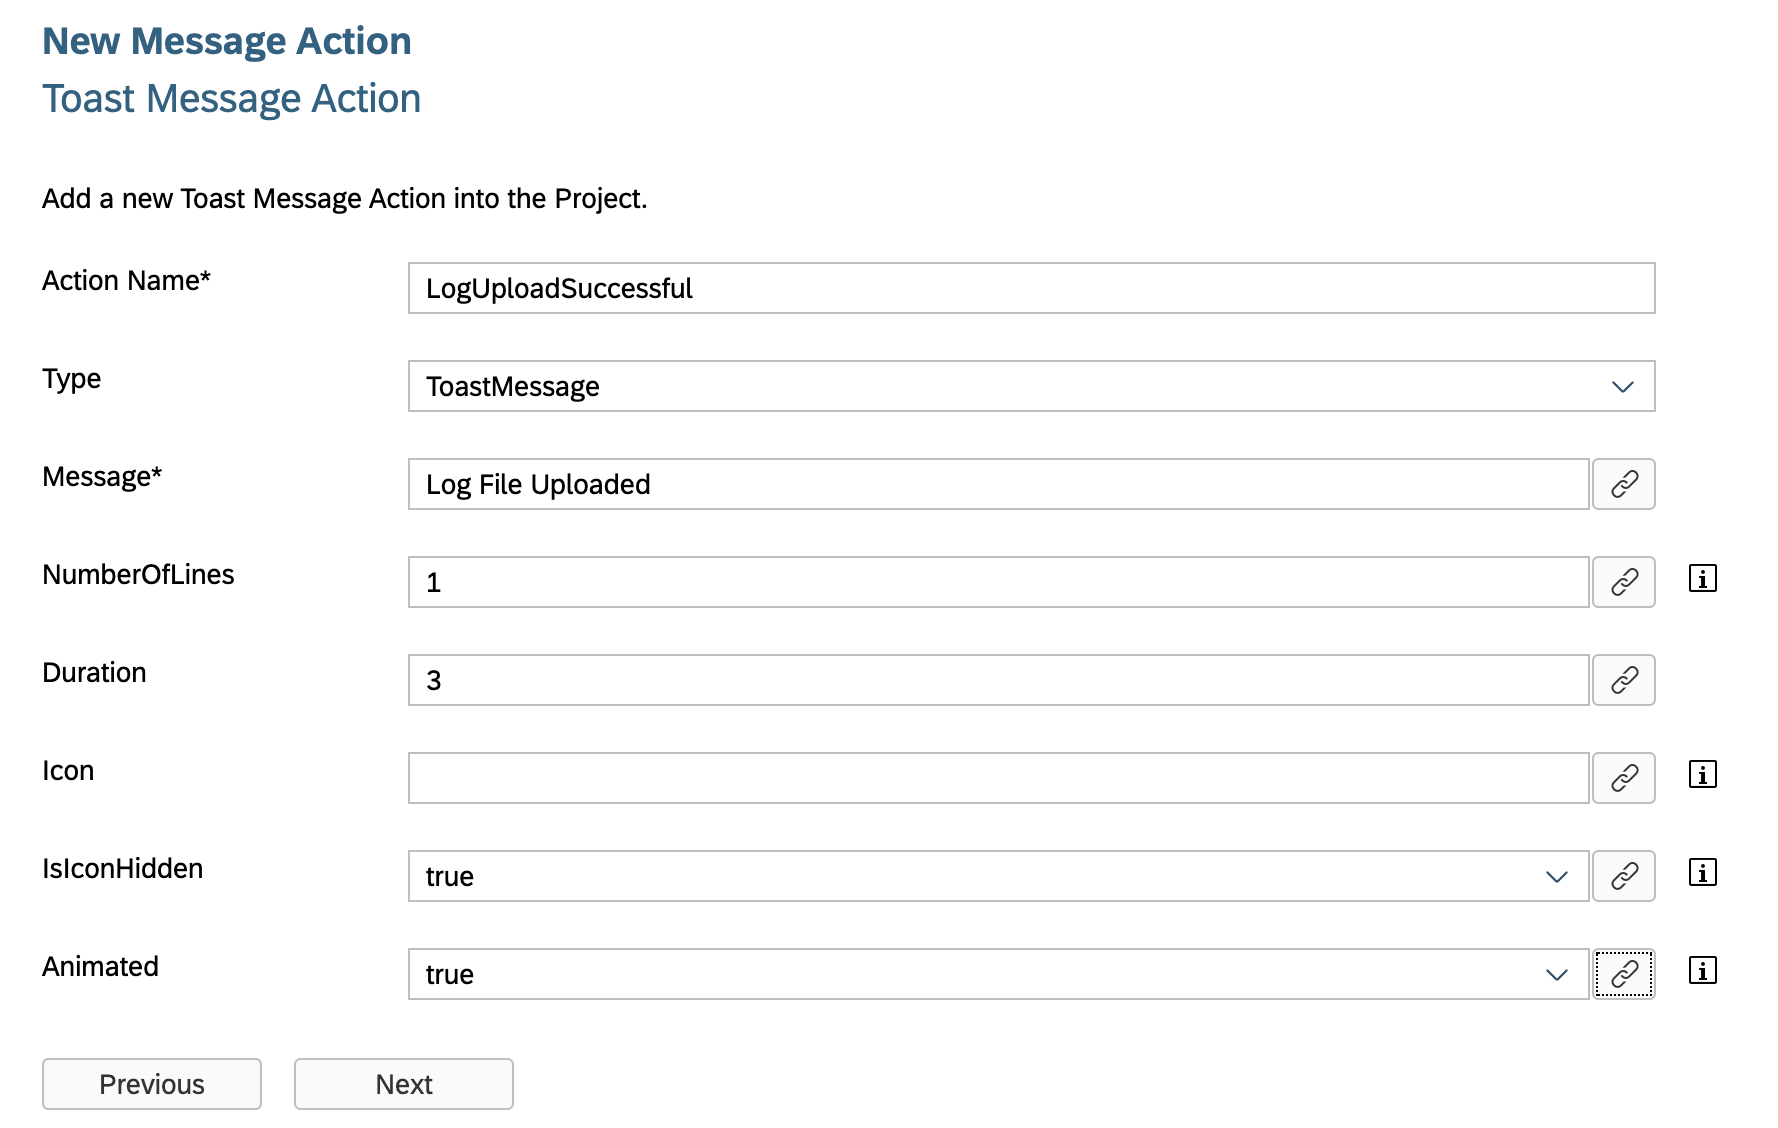 New Message Action
Toast Message Action
Add a new Toast Message Action into the Project.
Action Name* LogUploadSuccessful
Type ToastMessage
Message* Log File Uploaded
NumberOfLines 1
Duration 3
Icon
IsIconHidden true
Animated true
Previous Next